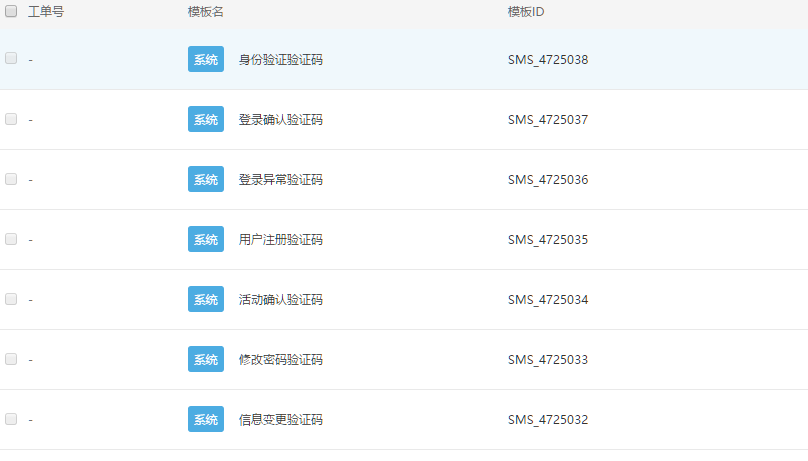 工单号 模板名 模板ID
- 系统 身份验证验证码 SMS_4725038
- 系统 登录确认验证码 SMS_4725037
- 系统 登录异常验证码 SMS_4725036
- 系统 用户注册验证码 SMS_4725035
- 系统 活动确认验证码 SMS_4725034
- 系统 修改密码验证码 SMS_4725033
- 系统 信息变更验证码 SMS_4725032